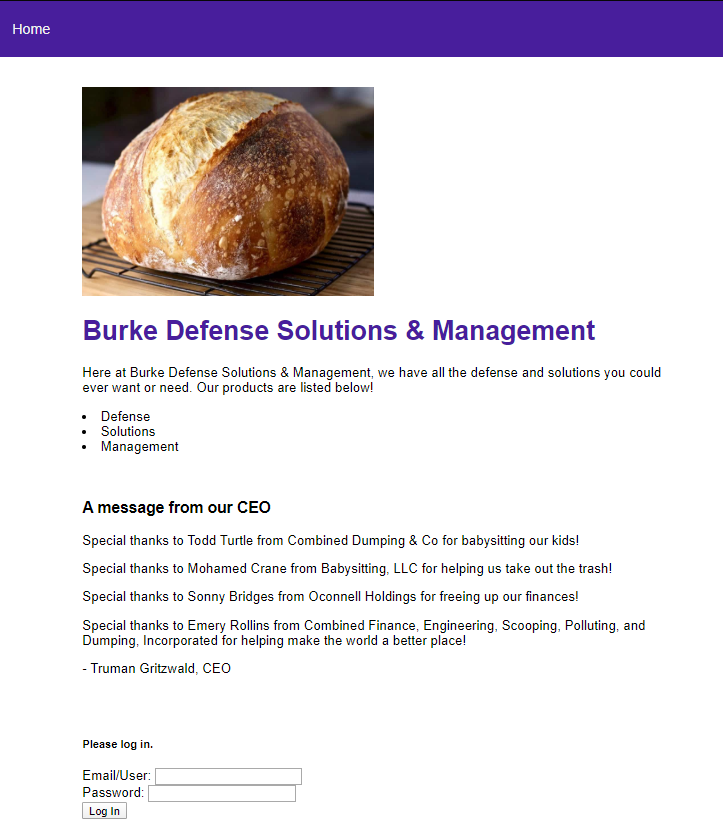 Home
Burke Defense Solutions & Management
Here at Burke Defense Solutions & Management, we have all the defense and solutions you could
ever want or need. Our products are listed below!
• Defense
• Solutions
• Management
A message from our CEO
Special thanks to Todd Turtle from Combined Dumping & Co for babysitting our kids!
Special thanks to Mohamed Crane from Babysitting, LLC for helping us take out the trash!
Special thanks to Sonny Bridges from Oconnell Holdings for freeing up our finances!
Special thanks to Emery Rollins from Combined Finance, Engineering, Scooping, Polluting, and
Dumping, Incorporated for helping make the world a better place!
- Truman Gritzwald, CEO
Please log in.
Email/User:
Password:
Log In